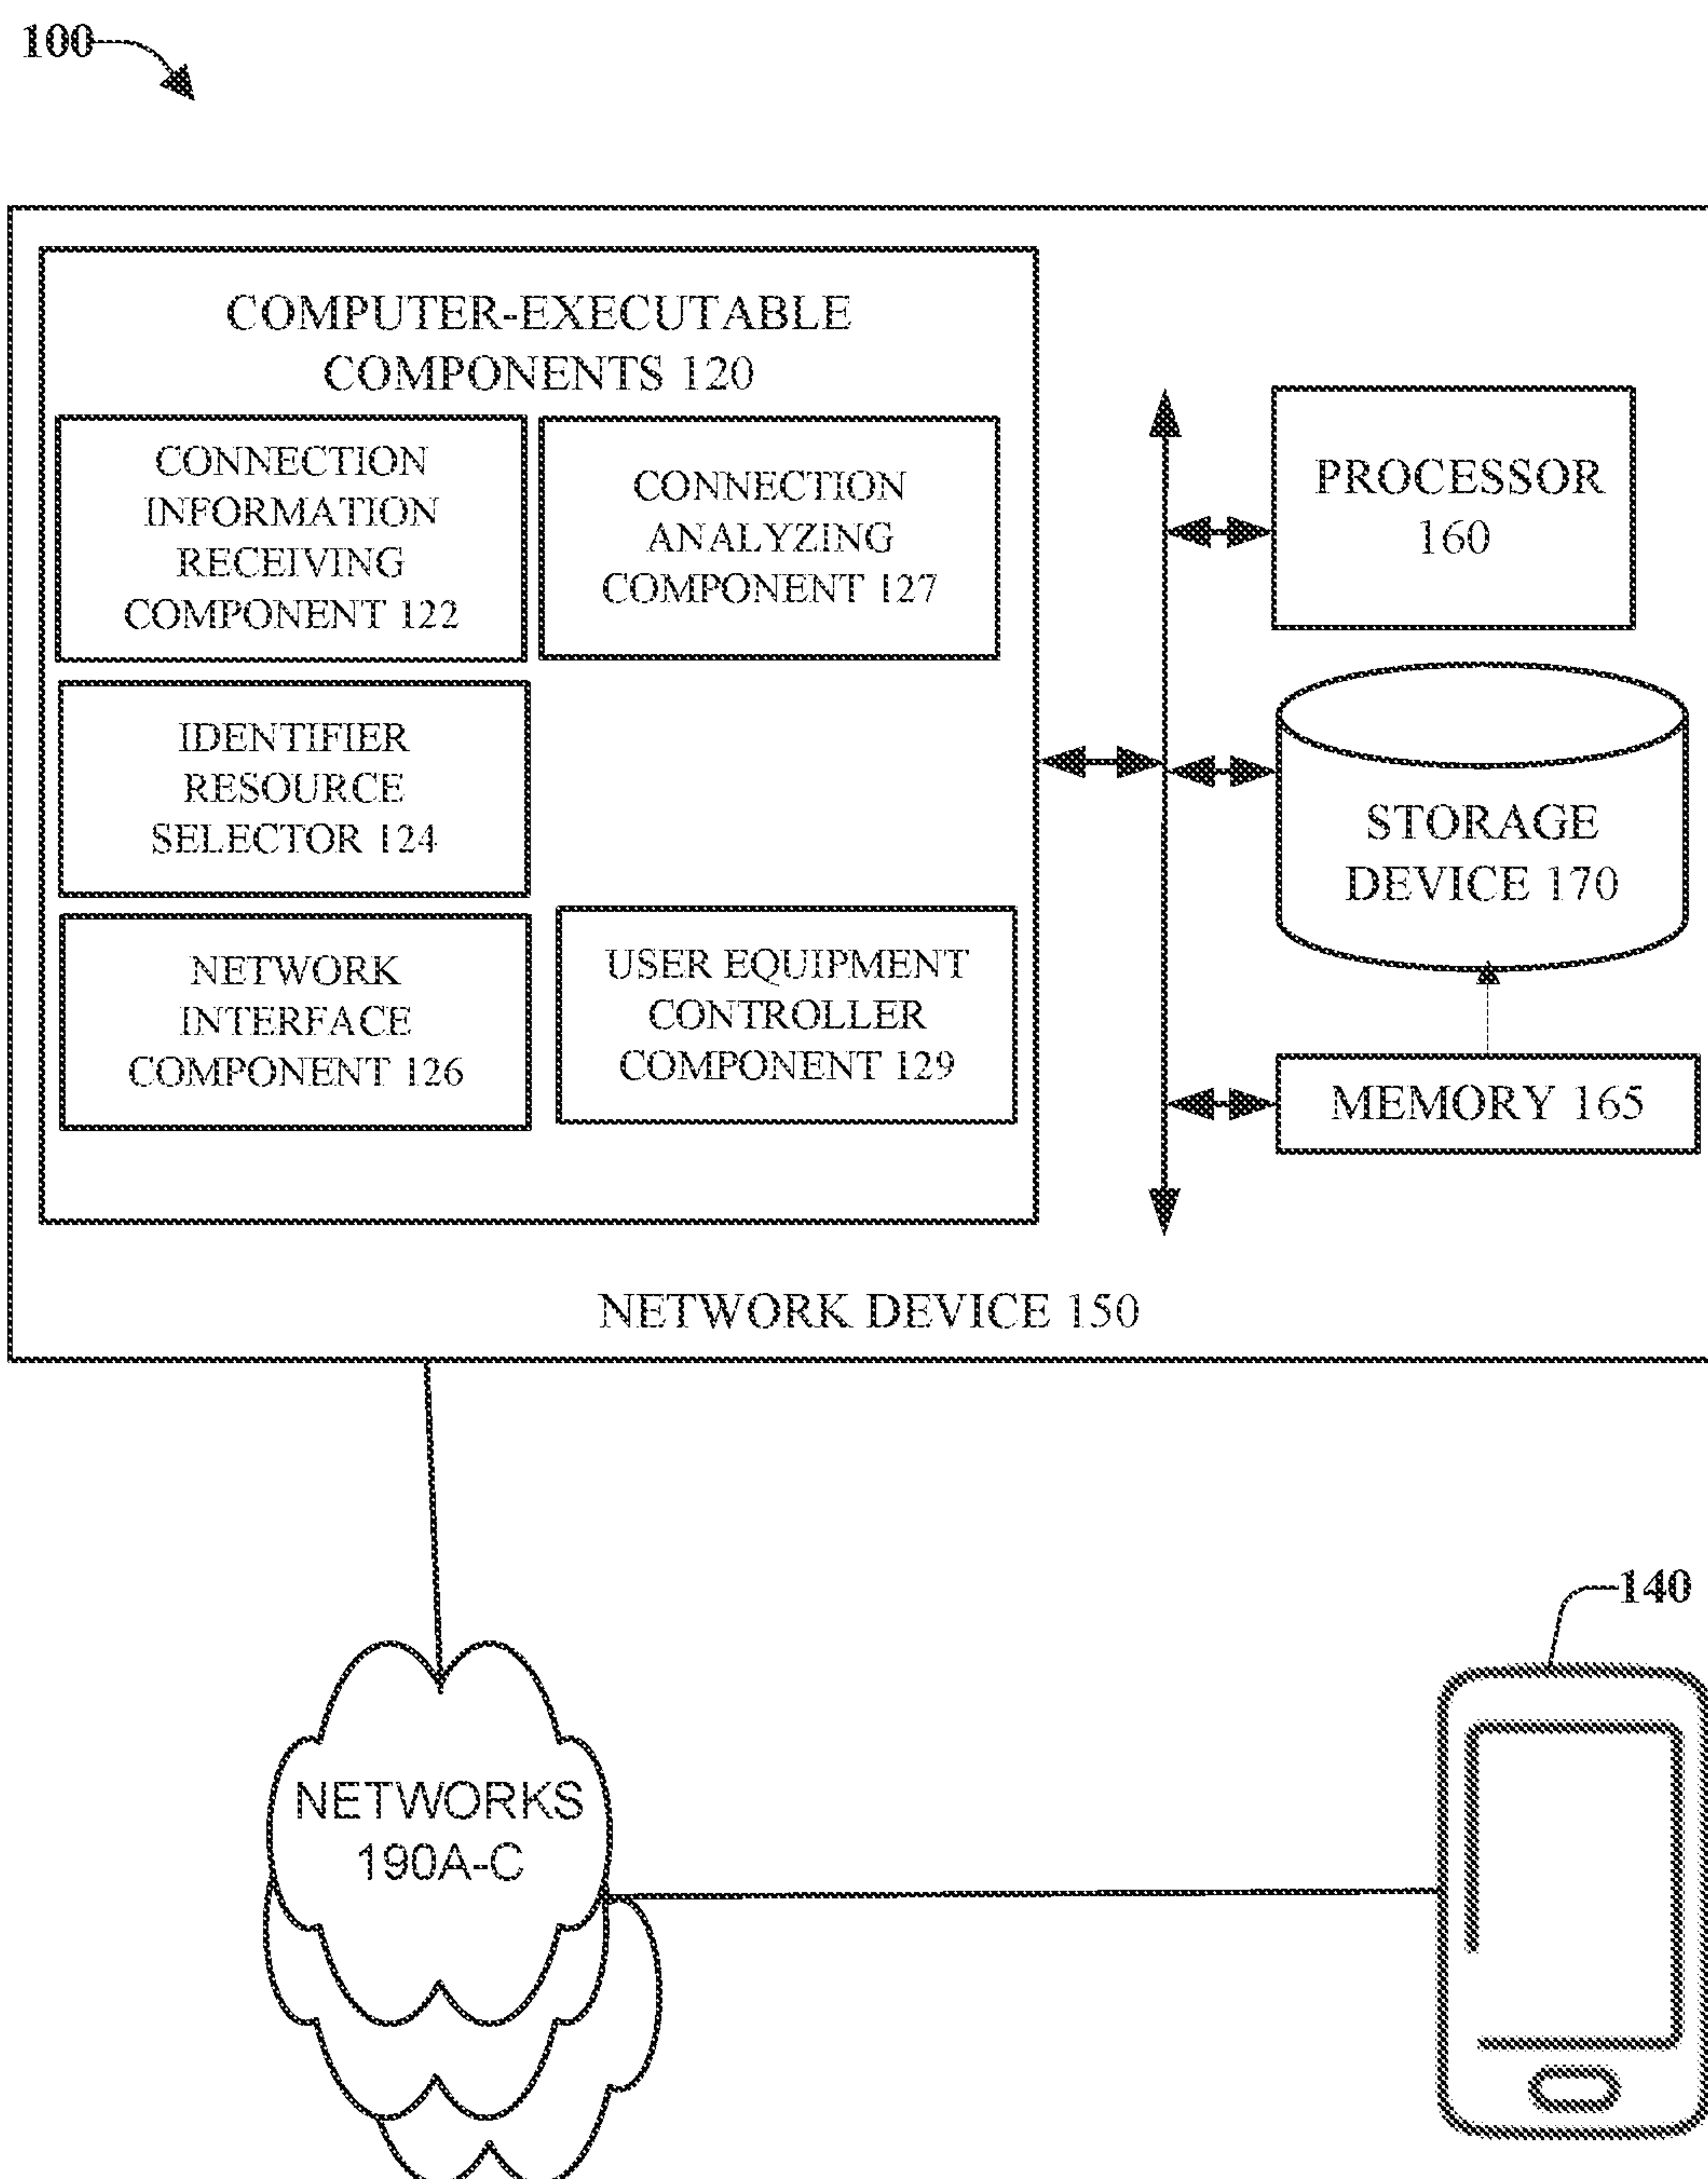 100
COMPUTER-EXECUTABLE
COMPONENTS 120
CONNECTION
INFORMATION
RECEIVING
COMPONENT 122
CONNECTION
ANALYZING
COMPONENT 127
IDENTIFIER
RESOURCE
SELECTOR 124
NETWORK
INTERFACE
COMPONENT 126
USER EQUIPMENT
CONTROLLER
COMPONENT 129
PROCESSOR
160
STORAGE
DEVICE 170
MEMORY 165
NETWORK DEVICE 150
140
NETWORKS
190A-C